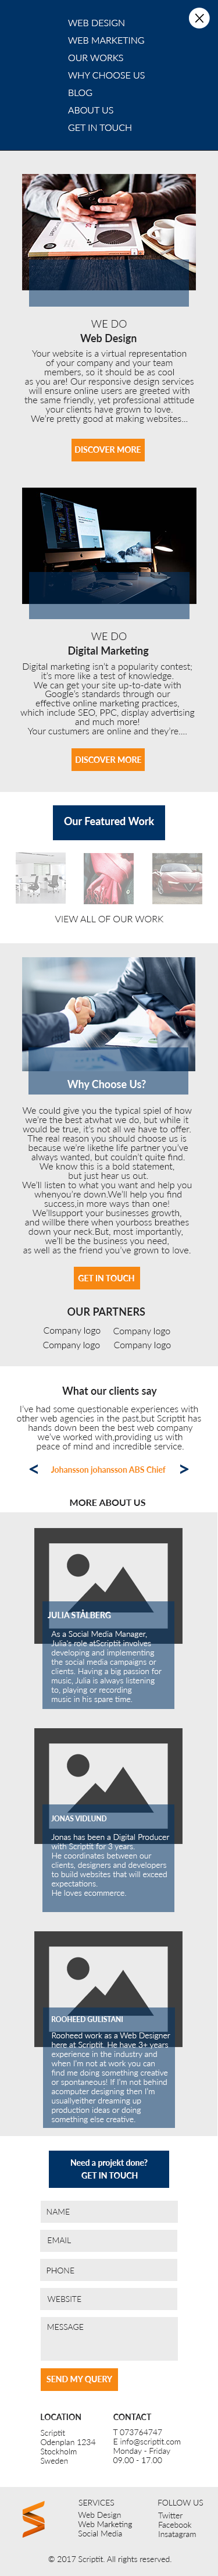 WEB DESIGN
WEB MARKETING
OUR WORKS
WHY CHOOSE US
BLOG
ABOUT US
GET IN TOUCH
WE DO
Web Design
Your website is a virtual representation
of your company and your team
members, so it should be as cool
as you are! Our responsive design services
will ensure online users are greeted with
the same friendly, yet professional attitude
your clients have grown to love.
We're pretty good at making websites...
DISCOVER MORE
WE DO
Digital Marketing
Digital marketing isn't a popularity contest;
it's more like a test of knowledge.
We can get your site up-to-date with
Google's standards through our
effective online marketing practices,
which include SEO, PPC, display advertising
and much more!
Your custumers are online and they're....
DISCOVER MORE
Our Featured Work
VIEW ALL OF OUR WORK
Why Choose Us?
We could give you the typical spiel of how
we're the best atwhat we do, but while it
would be true, it's not all we have to offer.
The real reason you should choose us is
because we're likethe life partner you've
always wanted, but couldn't quite find.
We know this is a bold statement,
but just hear us out.
We'll listen to what you want and help you
whenyou're down.We'll help you find
success,in more ways than one!
We'llsupport your businesses growth,
and willbe there when yourboss breathes
down your neck.But, most importantly,
we'll be the business you need,
as well as the friend you've grown to love.
GET IN TOUCH
OUR PARTNERS
Company logo Company logo
Company logo Company logo
What our clients say
I've had some questionable experiences with
other web agencies in the past,but Scriptit has
hands down been the best web company
we've worked with,providing us with
peace of mind and incredible service.
< Johansson johansson ABS Chief >
MORE ABOUT US
JULIA STÅLBERG
As a Social Media Manager,
Julia's role atScriptit involves
developing and implementing
the social media campaigns or
clients. Having a big passion for
music, Julia is always listening
to, playing or recording
music in his spare time.
JONAS VIDLUND
Jonas has been a Digital Producer
with Scriptit for 3 years.
He coordinates between our
clients, designers and developers
to build websites that will exceed
expectations.
He loves ecommerce.
ROOHEED GULISTANI
Rooheed work as a Web Designer
here at Scriptit. He have 3+ years
experience in the industry and
when I'm not at work you can
find me doing something creative
or spontaneous! If I'm not behind
acomputer designing then I'm
usuallyeither dreaming up
production ideas or doing
something else creative.
Need a projekt done?
GET IN TOUCH
NAME
EMAIL
PHONE
WEBSITE
MESSAGE
SEND MY QUERY
LOCATION
Scriptit
Odenplan 1234
Stockholm
Sweden
CONTACT
T 073764747
E info@scriptit.com
Monday - Friday
09.00 - 17.00
SERVICES
Web Design
Web Marketing
Social Media
FOLLOW US
Twitter
Facebook
Insatagram
© 2017 Scriptit. All rights reserved.